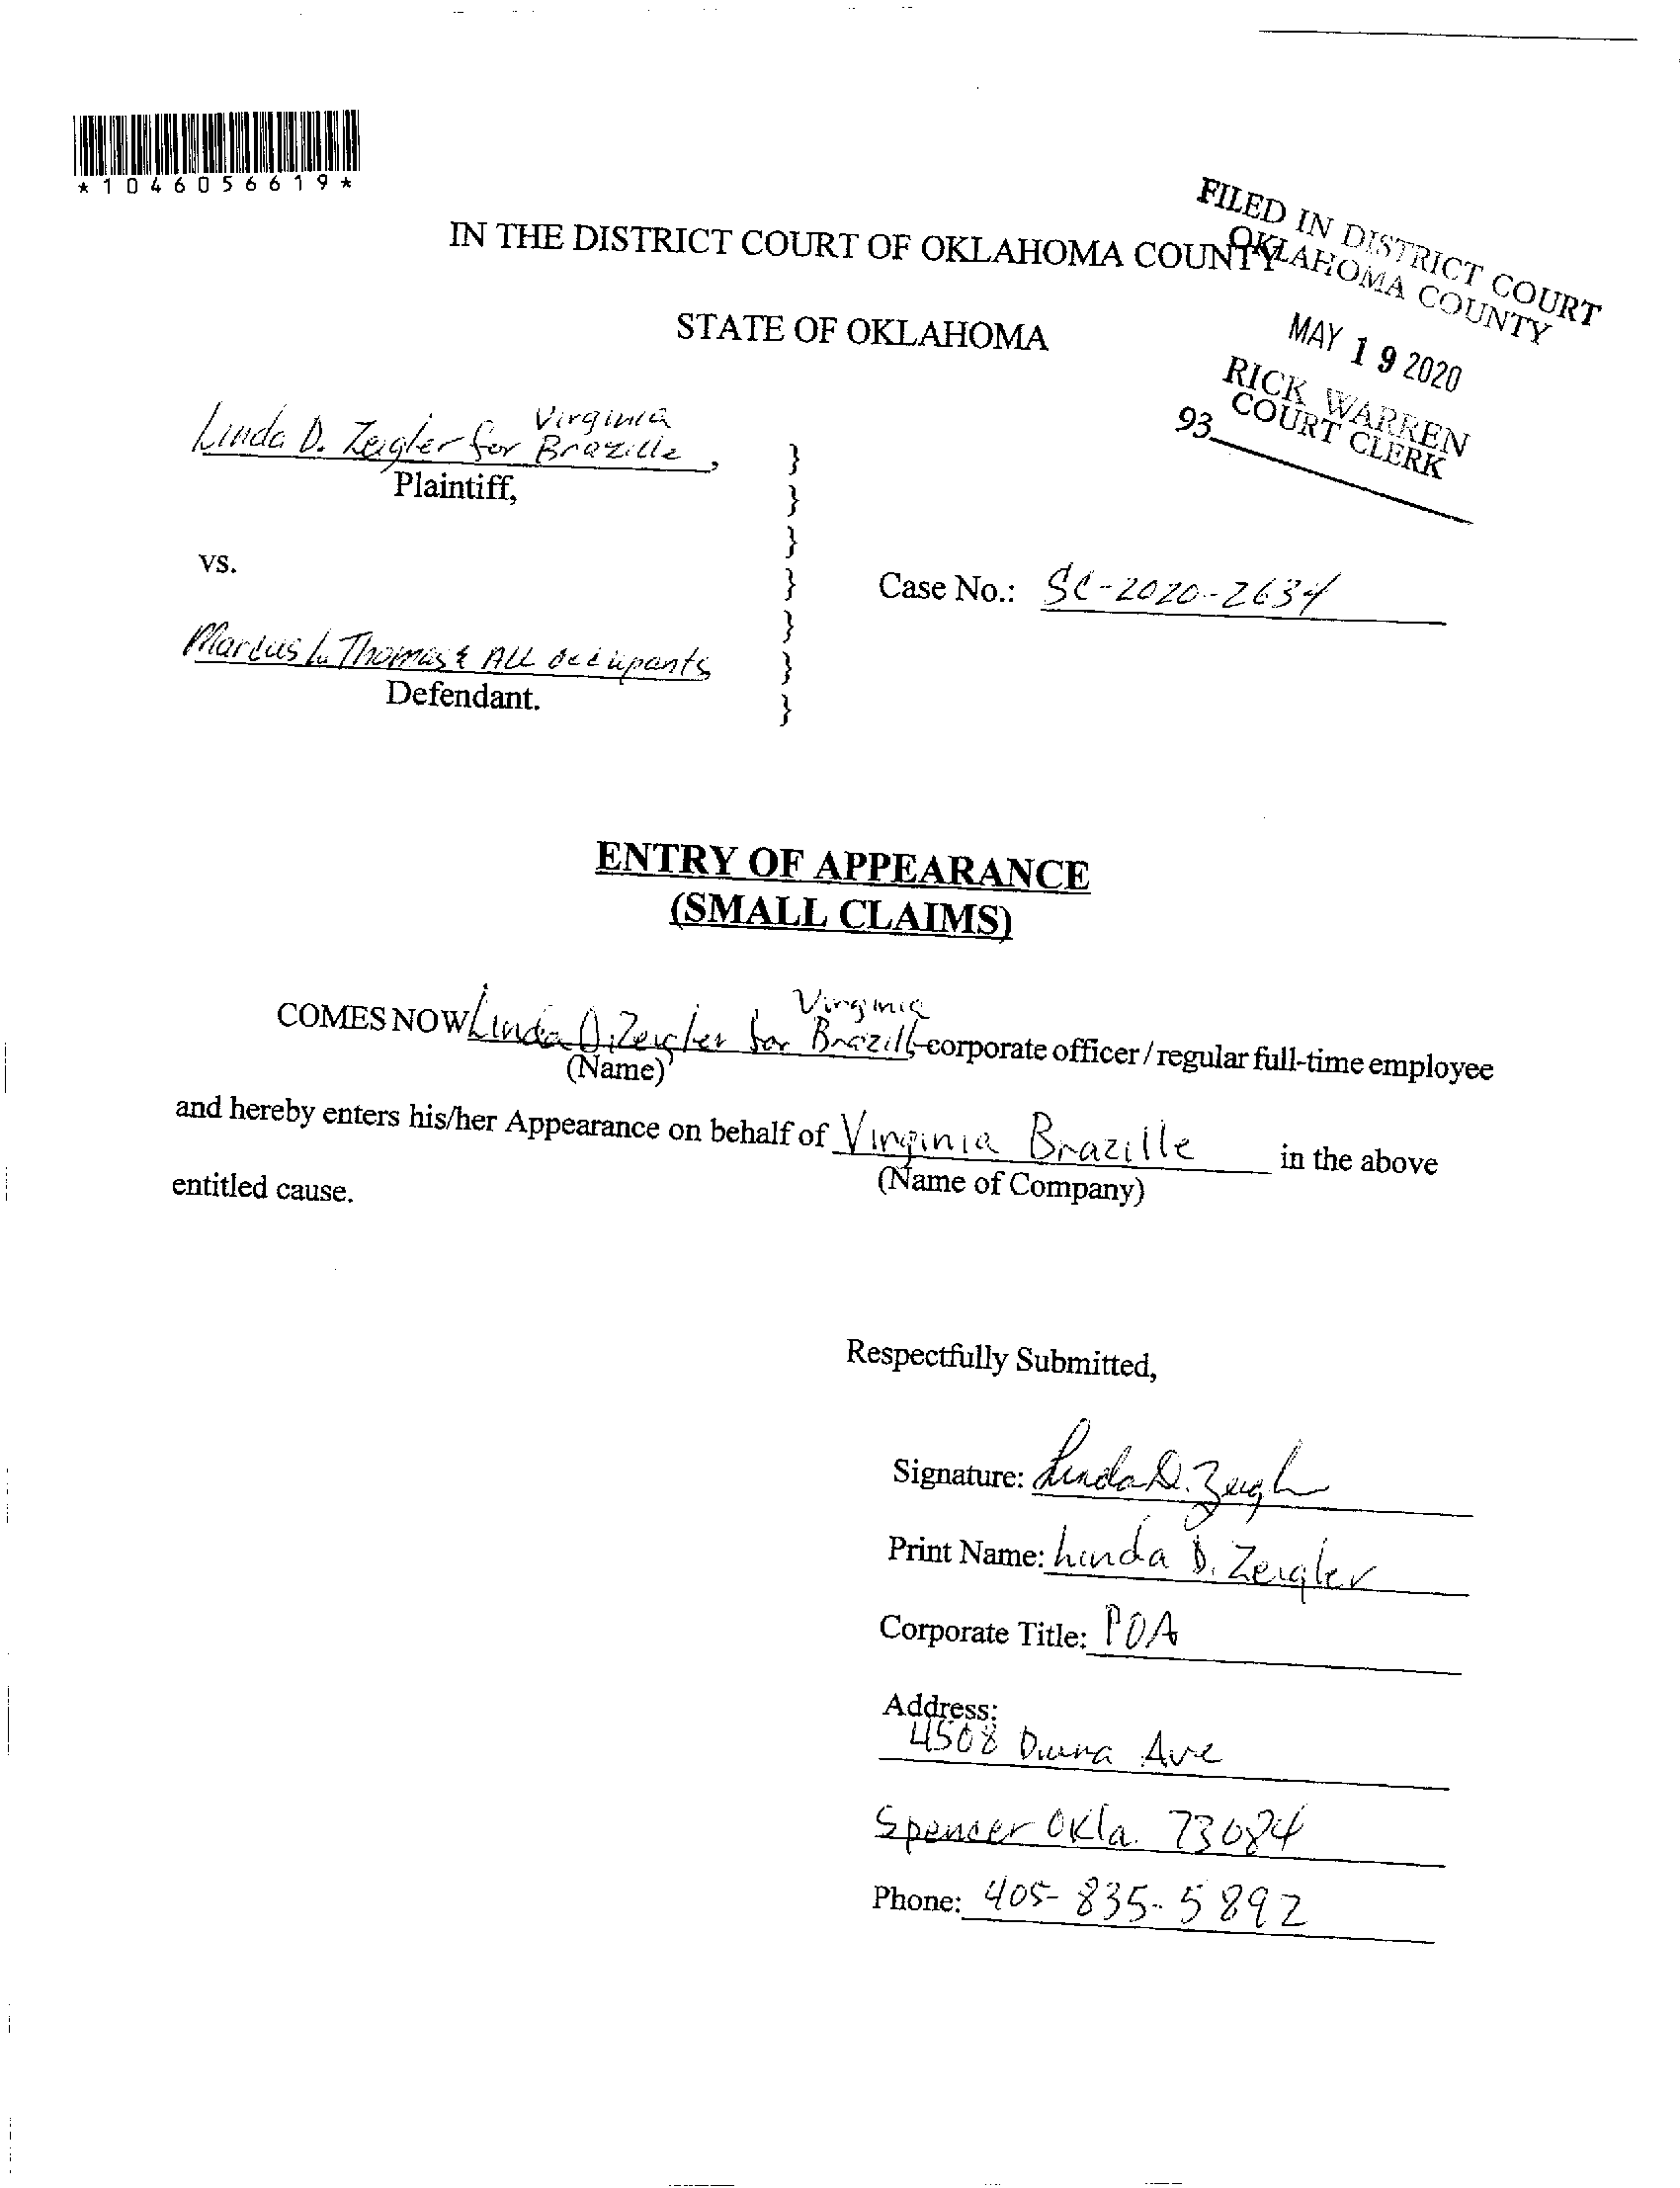 *1046056619*
FILED IN DISTRICT COURT
OKLAHOMA COUNTY
MAY 19 2020
RICK WARREN
COURT CLERK
93
IN THE DISTRICT COURT OF OKLAHOMA COUNTY
STATE OF OKLAHOMA
Virginia
Linda D. Zeigler for Brazille,
Plaintiff,
vs.
Case No.: SC-2020-2634
Marcus L. Thomas & All occupants
Defendant.
}
}
}
}
}
}
}
ENTRY OF APPEARANCE
(SMALL CLAIMS)
Virginia
COMES NOW Linda D. Zeigler for Brazill, corporate officer / regular full-time employee
(Name)
and hereby enters his/her Appearance on behalf of Virginia Brazille in the above
(Name of Company)
entitled cause.
Respectfully Submitted,
Signature: Linda D. Zeigler
Print Name: Linda D. Zeigler
Corporate Title: POA
Address:
4508 Ave
Spencer Okla. 73084
Phone: 405-835-5892